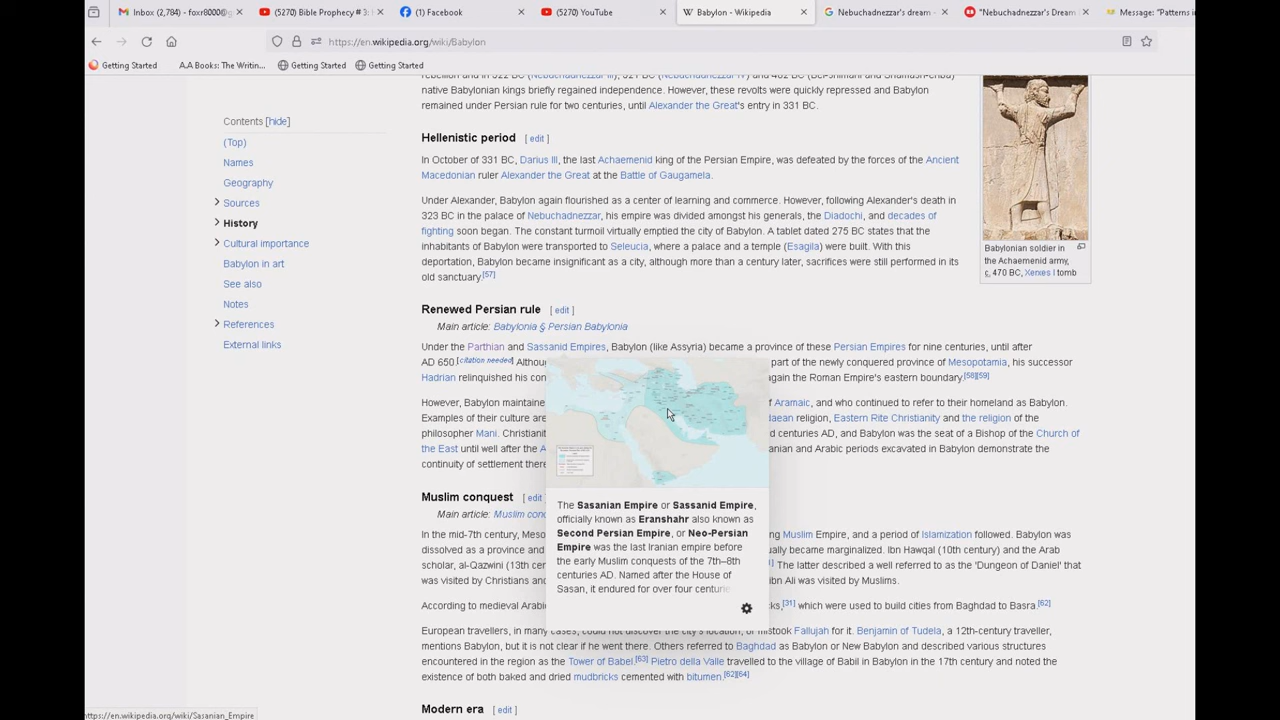 Inbox (2,784) - foxr8000@
(5270) Bible Prophecy # 3:
(1) Facebook
(5270) YouTube
Babylon - Wikipedia
Nebuchadnezzar's dream -
"Nebuchadnezzar's Dream
Message: "Patterns in
https://en.wikipedia.org/wiki/Babylon
Getting Started
A.A Books: The Writin...
Getting Started
Getting Started
native Babylonian kings briefly regained independence. However, these revolts were quickly repressed and Babylon
remained under Persian rule for two centuries, until Alexander the Great's entry in 331 BC.
Contents [hide]
(Top)
Names
Geography
Sources
History
Cultural importance
Babylon in art
See also
Notes
References
External links
Hellenistic period [ edit ]
In October of 331 BC, Darius III, the last Achaemenid king of the Persian Empire, was defeated by the forces of the Ancient
Macedonian ruler Alexander the Great at the Battle of Gaugamela.
Under Alexander, Babylon again flourished as a center of learning and commerce. However, following Alexander's death in
323 BC in the palace of Nebuchadnezzar, his empire was divided amongst his generals, the Diadochi, and decades of
fighting soon began. The constant turmoil virtually emptied the city of Babylon. A tablet dated 275 BC states that the
inhabitants of Babylon were transported to Seleucia, where a palace and a temple (Esagila) were built. With this
deportation, Babylon became insignificant as a city, although more than a century later, sacrifices were still performed in its
old sanctuary.[57]
Babylonian soldier in
the Achaemenid army,
c. 470 BC, Xerxes I tomb
Renewed Persian rule [ edit ]
Main article: Babylonia § Persian Babylonia
Under the Parthian and Sassanid Empires, Babylon (like Assyria) became a province of these Persian Empires for nine centuries, until after
AD 650.[citation needed] Althou part of the newly conquered province of Mesopotamia, his successor
Hadrian relinquished his con again the Roman Empire's eastern boundary.[58][59]
However, Babylon maintaine of Aramaic, and who continued to refer to their homeland as Babylon.
Examples of their culture are daean religion, Eastern Rite Christianity and the religion of the
philosopher Mani. Christianit d centuries AD, and Babylon was the seat of a Bishop of the Church of
the East until well after the A anian and Arabic periods excavated in Babylon demonstrate the
continuity of settlement there
The Sasanian Empire or Sassanid Empire,
officially known as Eranshahr also known as
Second Persian Empire, or Neo-Persian
Empire was the last Iranian empire before
the early Muslim conquests of the 7th–8th
centuries AD. Named after the House of
Sasan, it endured for over four centurie
Muslim conquest [ edit
Main article: Muslim con
In the mid-7th century, Meso ng Muslim Empire, and a period of Islamization followed. Babylon was
dissolved as a province and ually became marginalized. Ibn Hawqal (10th century) and the Arab
scholar, al-Qazwini (13th cen The latter described a well referred to as the 'Dungeon of Daniel' that
was visited by Christians and ibn Ali was visited by Muslims.
According to medieval Arabic cks,[31] which were used to build cities from Baghdad to Basra.[62]
European travellers, in many cases, could not discover the city's location, or mistook Fallujah for it. Benjamin of Tudela, a 12th-century traveller,
mentions Babylon, but it is not clear if he went there. Others referred to Baghdad as Babylon or New Babylon and described various structures
encountered in the region as the Tower of Babel.[63] Pietro della Valle travelled to the village of Babil in Babylon in the 17th century and noted the
existence of both baked and dried mudbricks cemented with bitumen.[62][64]
Modern era [ edit ]
https://en.wikipedia.org/wiki/Sasanian_Empire